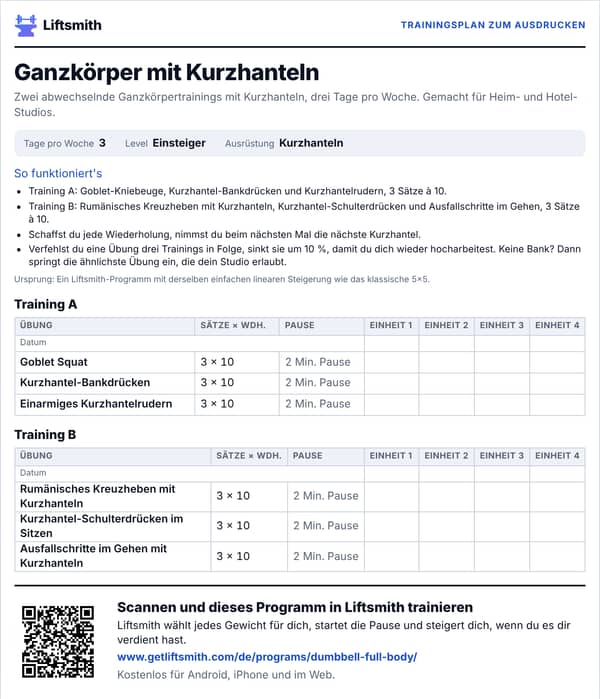 Liftsmith
TRAININGSPLAN ZUM AUSDRUCKEN
Ganzkörper mit Kurzhanteln
Zwei abwechselnde Ganzkörpertrainings mit Kurzhanteln, drei Tage pro Woche. Gemacht für Heim- und Hotel-
Studios.
Tage pro Woche 3 Level Einsteiger Ausrüstung Kurzhanteln
So funktioniert's
• Training A: Goblet-Kniebeuge, Kurzhantel-Bankdrücken und Kurzhantelrudern, 3 Sätze à 10.
• Training B: Rumänisches Kreuzheben mit Kurzhanteln, Kurzhantel-Schulterdrücken und Ausfallschritte im Gehen, 3 Sätze
à 10.
• Schaffst du jede Wiederholung, nimmst du beim nächsten Mal die nächste Kurzhantel.
• Verfehlst du eine Übung drei Trainings in Folge, sinkt sie um 10 %, damit du dich wieder hocharbeitest. Keine Bank? Dann
springt die ähnlichste Übung ein, die dein Studio erlaubt.
Ursprung: Ein Liftsmith-Programm mit derselben einfachen linearen Steigerung wie das klassische 5×5.
Training A
ÜBUNG SÄTZE × WDH. PAUSE EINHEIT 1 EINHEIT 2 EINHEIT 3 EINHEIT 4
Datum
Goblet Squat 3 × 10 2 Min. Pause
Kurzhantel-Bankdrücken 3 × 10 2 Min. Pause
Einarmiges Kurzhantelrudern 3 × 10 2 Min. Pause
Training B
ÜBUNG SÄTZE × WDH. PAUSE EINHEIT 1 EINHEIT 2 EINHEIT 3 EINHEIT 4
Datum
Rumänisches Kreuzheben mit
Kurzhanteln 3 × 10 2 Min. Pause
Kurzhantel-Schulterdrücken im
Sitzen 3 × 10 2 Min. Pause
Ausfallschritte im Gehen mit
Kurzhanteln 3 × 10 2 Min. Pause
Scannen und dieses Programm in Liftsmith trainieren
Liftsmith wählt jedes Gewicht für dich, startet die Pause und steigert dich, wenn du es dir
verdient hast.
www.getliftsmith.com/de/programs/dumbbell-full-body/
Kostenlos für Android, iPhone und im Web.